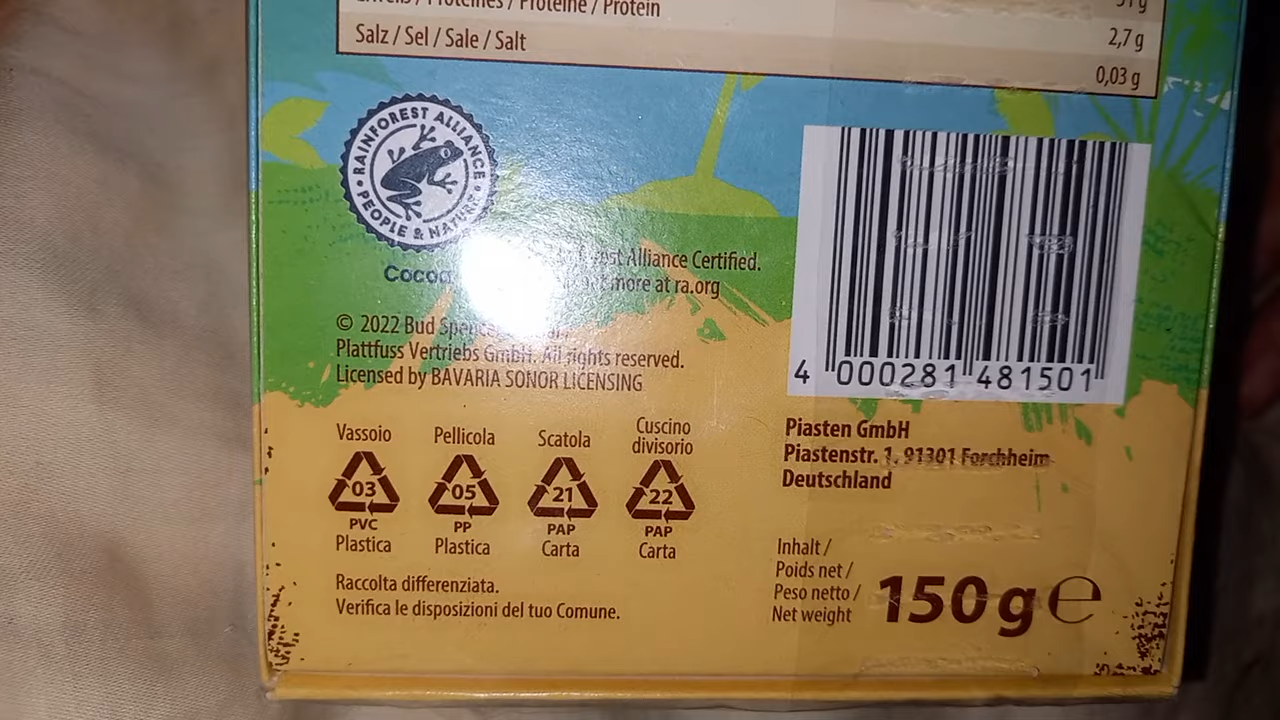 Proteine / Protein
Salz / Sel / Sale / Salt
2,7 g
0,03 g
RAINFOREST ALLIANCE
PEOPLE & NATURE
Alliance Certified.
more at ra.org
© 2022 Bud
Plattfuss Vertriebs GmbH. All rights reserved.
Licensed by BAVARIA SONOR LICENSING
4 000281 481501
Vassoio
03
PVC
Plastica
Pellicola
05
PP
Plastica
Scatola
21
PAP
Carta
Cuscino
divisorio
22
PAP
Carta
Raccolta differenziata.
Verifica le disposizioni del tuo Comune.
Piasten GmbH
Piastenstr. 1, 91301 Forchheim
Deutschland
Inhalt /
Poids net /
Peso netto /
Net weight
150 g e